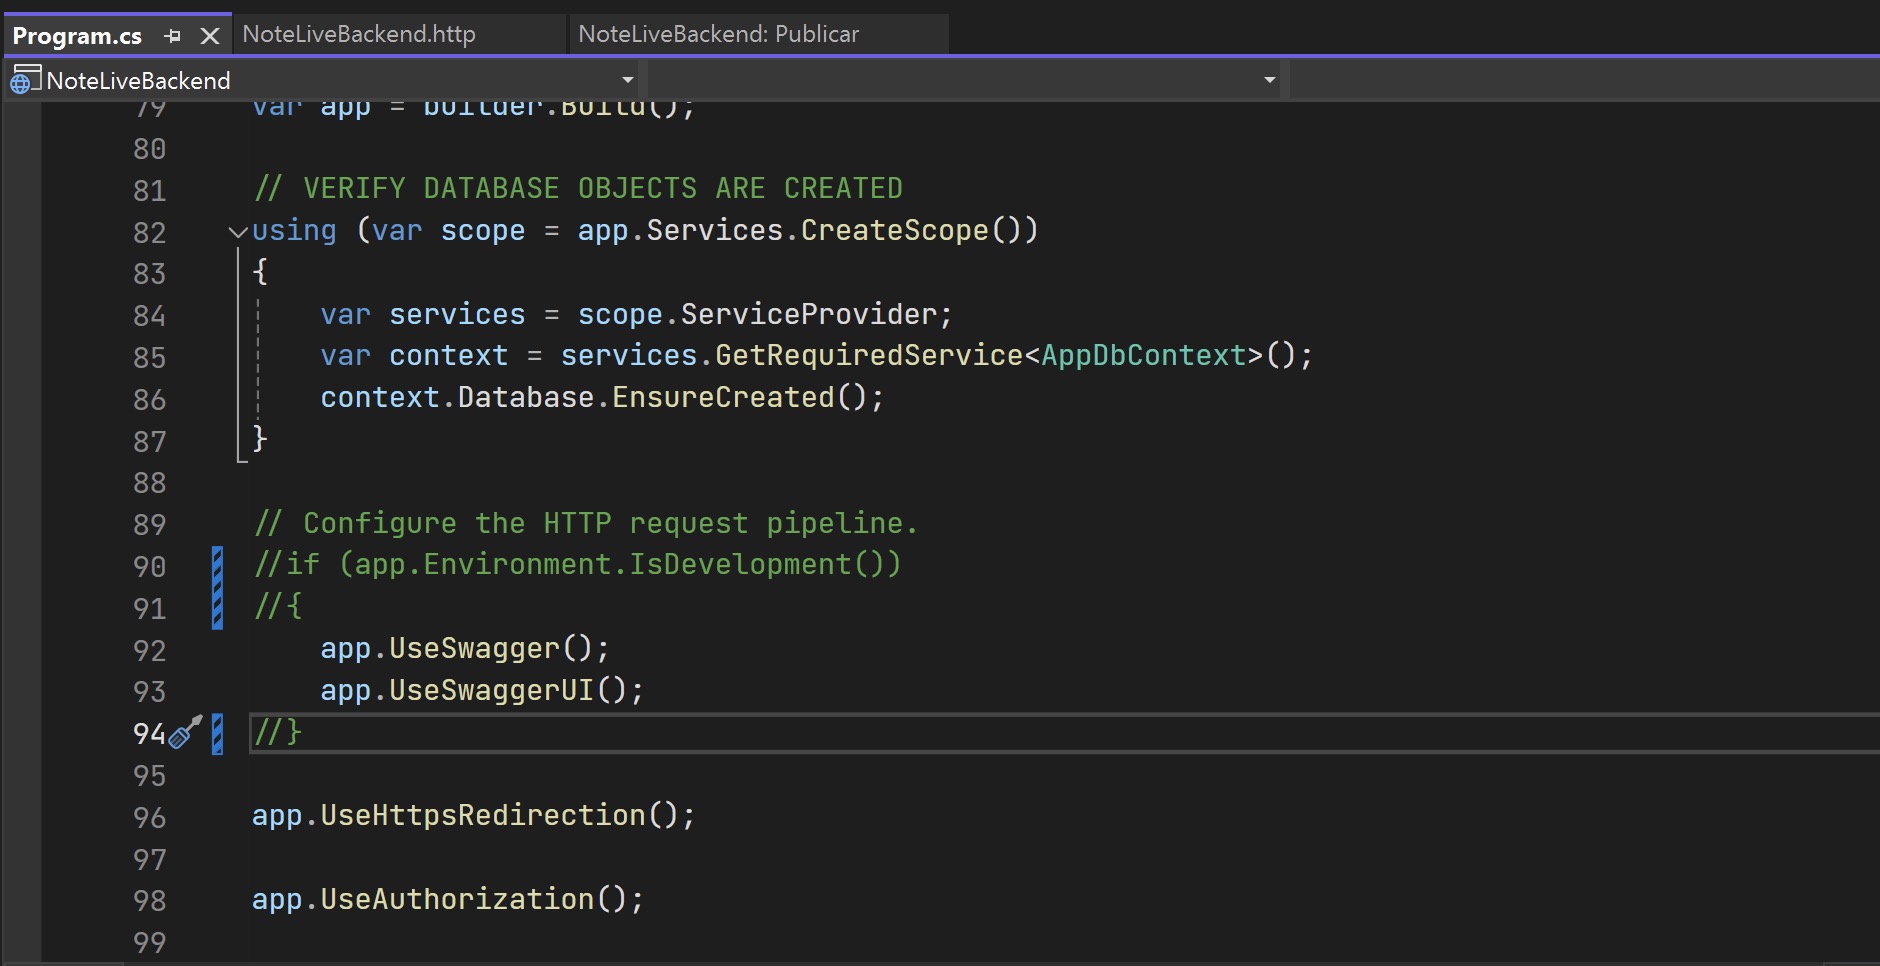 Program.cs
NoteLiveBackend.http
NoteLiveBackend: Publicar
NoteLiveBackend
79 var app = builder.Build();
80
81 // VERIFY DATABASE OBJECTS ARE CREATED
82 using (var scope = app.Services.CreateScope())
83 {
84     var services = scope.ServiceProvider;
85     var context = services.GetRequiredService<AppDbContext>();
86     context.Database.EnsureCreated();
87 }
88
89 // Configure the HTTP request pipeline.
90 //if (app.Environment.IsDevelopment())
91 //{
92     app.UseSwagger();
93     app.UseSwaggerUI();
94 //}
95
96 app.UseHttpsRedirection();
97
98 app.UseAuthorization();
99